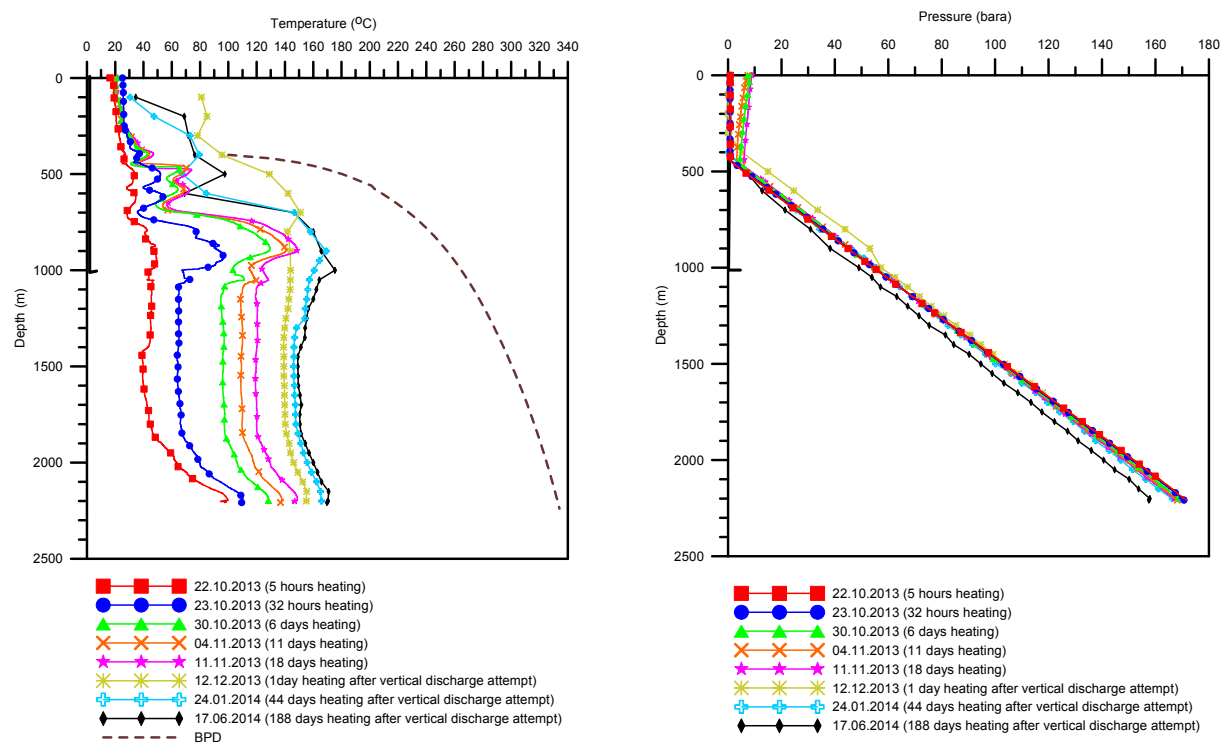 Temperature (ºC)
0 20 40 60 80 100 120 140 160 180 200 220 240 260 280 300 320 340
Depth (m)
0
500
1000
1500
2000
2500
22.10.2013 (5 hours heating)
23.10.2013 (32 hours heating)
30.10.2013 (6 days heating)
04.11.2013 (11 days heating)
11.11.2013 (18 days heating)
12.12.2013 (1day heating after vertical discharge attempt)
24.01.2014 (44 days heating after vertical discharge attempt)
17.06.2014 (188 days heating after vertical discharge attempt)
BPD
Pressure (bara)
0 20 40 60 80 100 120 140 160 180
Depth (m)
0
500
1000
1500
2000
2500
22.10.2013 (5 hours heating)
23.10.2013 (32 hours heating)
30.10.2013 (6 days heating)
04.11.2013 (11 days heating)
11.11.2013 (18 days heating)
12.12.2013 (1 day heating after vertical discharge attempt)
24.01.2014 (44 days heating after vertical discharge attempt)
17.06.2014 (188 days heating after vertical discharge attempt)